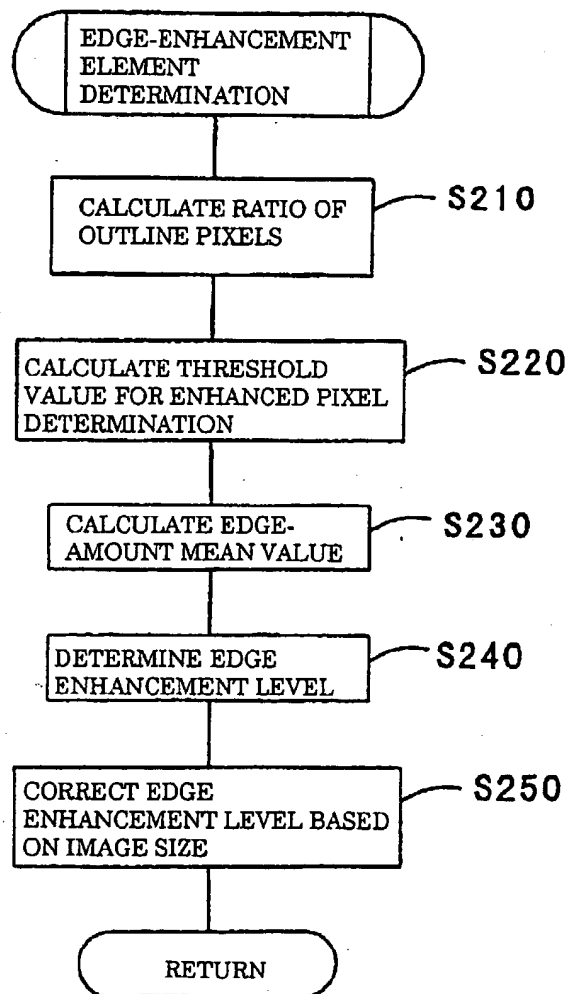 EDGE-ENHANCEMENT
ELEMENT
DETERMINATION
CALCULATE RATIO OF
OUTLINE PIXELS
S210
CALCULATE THRESHOLD
VALUE FOR ENHANCED PIXEL
DETERMINATION
S220
CALCULATE EDGE-
AMOUNT MEAN VALUE
S230
DETERMINE EDGE
ENHANCEMENT LEVEL
S240
CORRECT EDGE
ENHANCEMENT LEVEL BASED
ON IMAGE SIZE
S250
RETURN